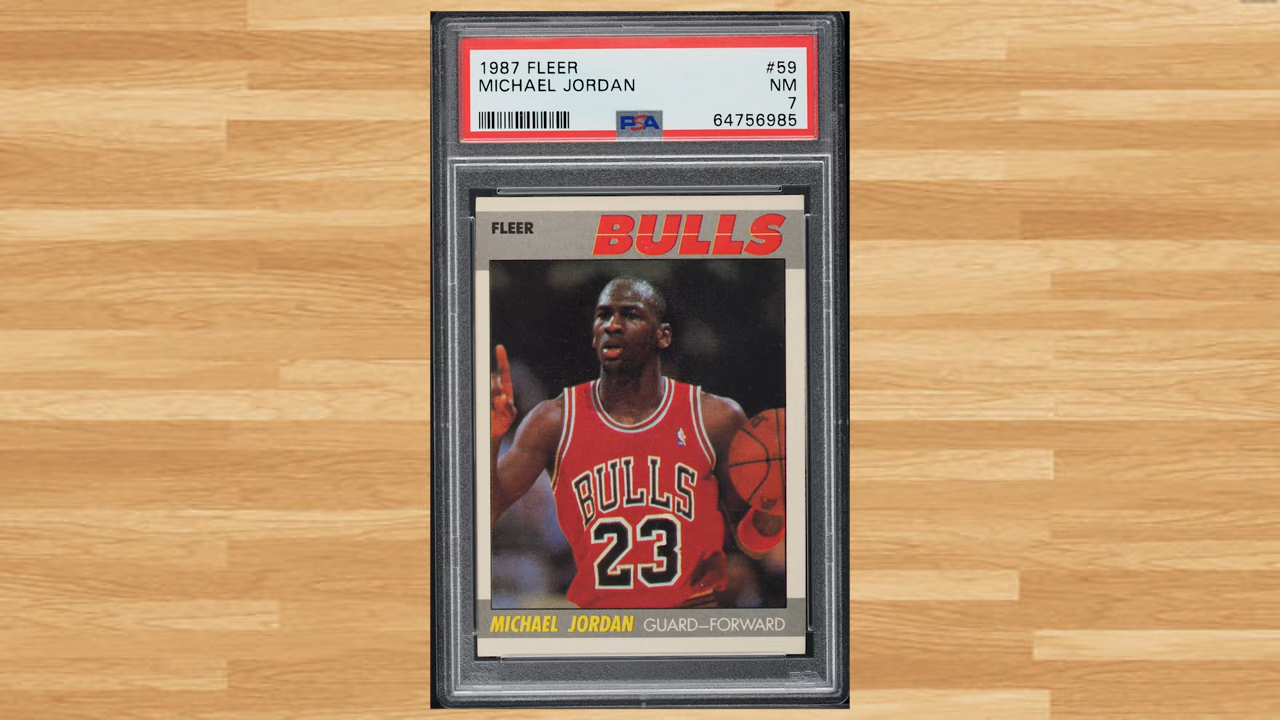 1987 FLEER #59
MICHAEL JORDAN NM
7
PSA 64756985
FLEER BULLS
BULLS
23
MICHAEL JORDAN GUARD–FORWARD